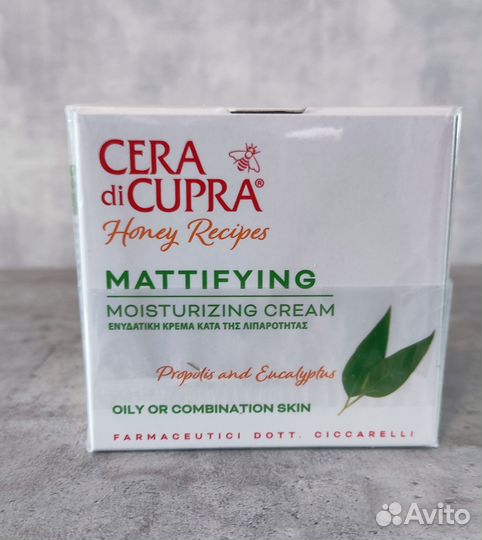 CERA
di CUPRA®
Honey Recipes
MATTIFYING
MOISTURIZING CREAM
ΕΝΥΔΑΤΙΚΗ ΚΡΕΜΑ ΚΑΤΑ ΤΗΣ ΛΙΠΑΡΟΤΗΤΑΣ
Propolis and Eucalyptus
OILY OR COMBINATION SKIN
FARMACEUTICI DOTT. CICCARELLI
Avito